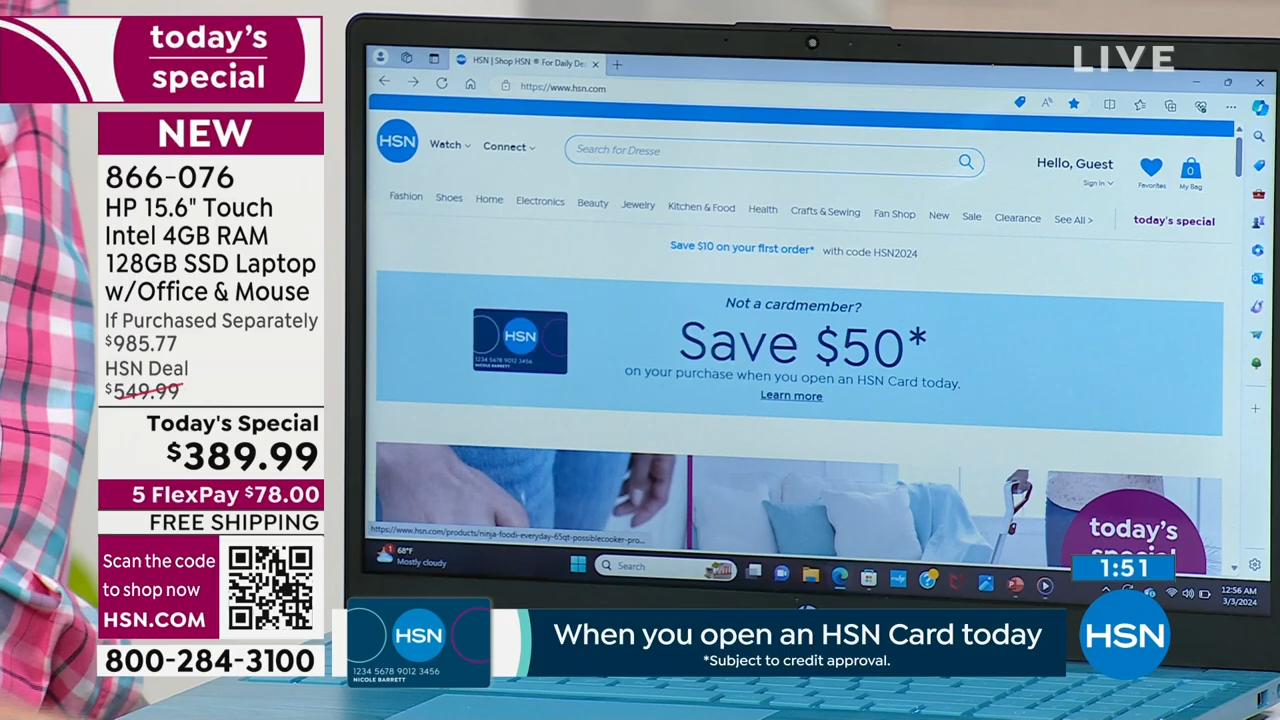 today's
special
NEW
866-076
HP 15.6" Touch
Intel 4GB RAM
128GB SSD Laptop
w/Office & Mouse
If Purchased Separately
$985.77
HSN Deal
$549.99
Today's Special
$389.99
5 FlexPay $78.00
FREE SHIPPING
Scan the code
to shop now
HSN.COM
800-284-3100
LIVE
HSN | Shop HSN ® For Daily De
https://www.hsn.com
HSN
Watch
Connect
Search for Dresse
Hello, Guest
Sign In
Favorites
0
My Bag
Fashion Shoes Home Electronics Beauty Jewelry Kitchen & Food Health Crafts & Sewing Fan Shop New Sale Clearance See All > today's special
Save $10 on your first order* with code HSN2024
Not a cardmember?
HSN
1234 5678 9012 3456
NICOLE BARRETT
Save $50*
on your purchase when you open an HSN Card today.
Learn more
today's
special
https://www.hsn.com/products/ninja-foodi-everyday-65qt-possiblecooker-pro...
1
68°F
Mostly cloudy
Search
12:56 AM
3/3/2024
1:51
HSN
1234 5678 9012 3456
NICOLE BARRETT
When you open an HSN Card today
*Subject to credit approval.
HSN